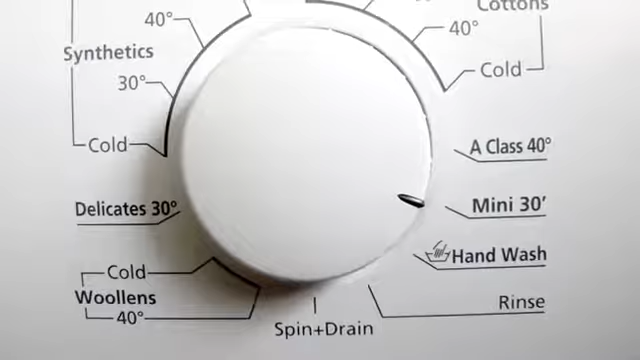 Cottons
40°
40°
Synthetics
Cold
30°
Cold
A Class 40°
Delicates 30°
Mini 30’
Hand Wash
Cold
Woollens
Rinse
40°
Spin+Drain